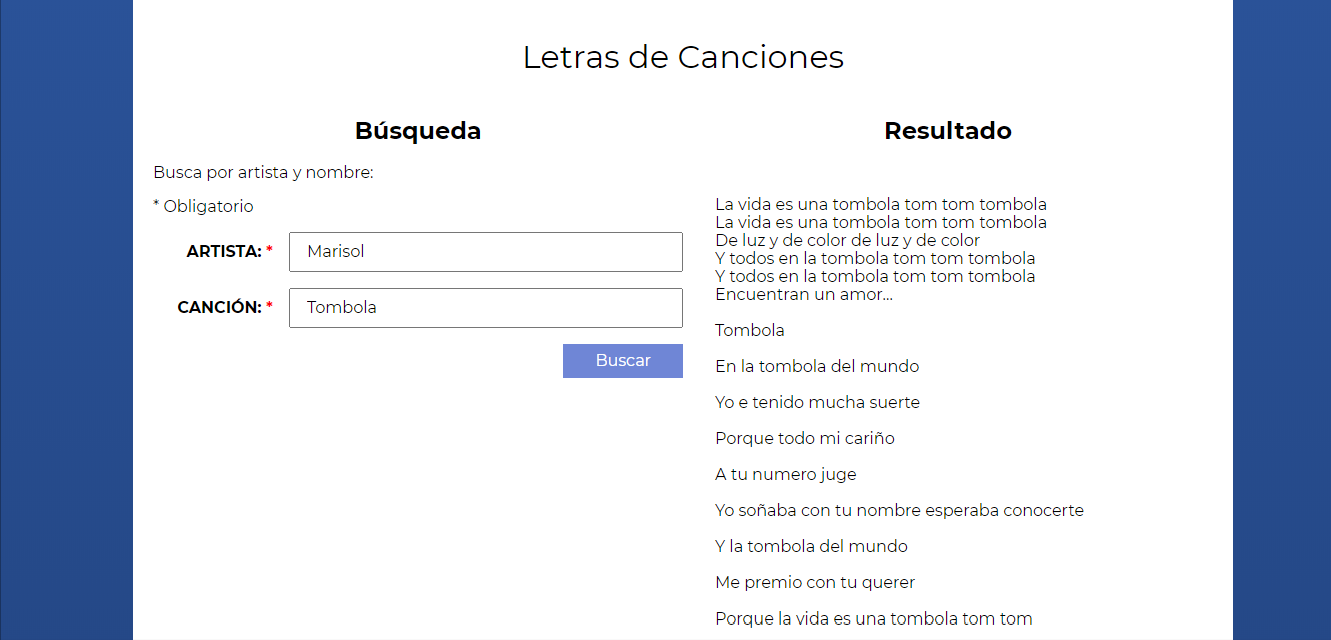 Letras de Canciones
Búsqueda
Busca por artista y nombre:
* Obligatorio
ARTISTA: *
Marisol
CANCIÓN: *
Tombola
Buscar
Resultado
La vida es una tombola tom tom tombola
La vida es una tombola tom tom tombola
De luz y de color de luz y de color
Y todos en la tombola tom tom tombola
Y todos en la tombola tom tom tombola
Encuentran un amor...
Tombola
En la tombola del mundo
Yo e tenido mucha suerte
Porque todo mi cariño
A tu numero juge
Yo soñaba con tu nombre esperaba conocerte
Y la tombola del mundo
Me premio con tu querer
Porque la vida es una tombola tom tom